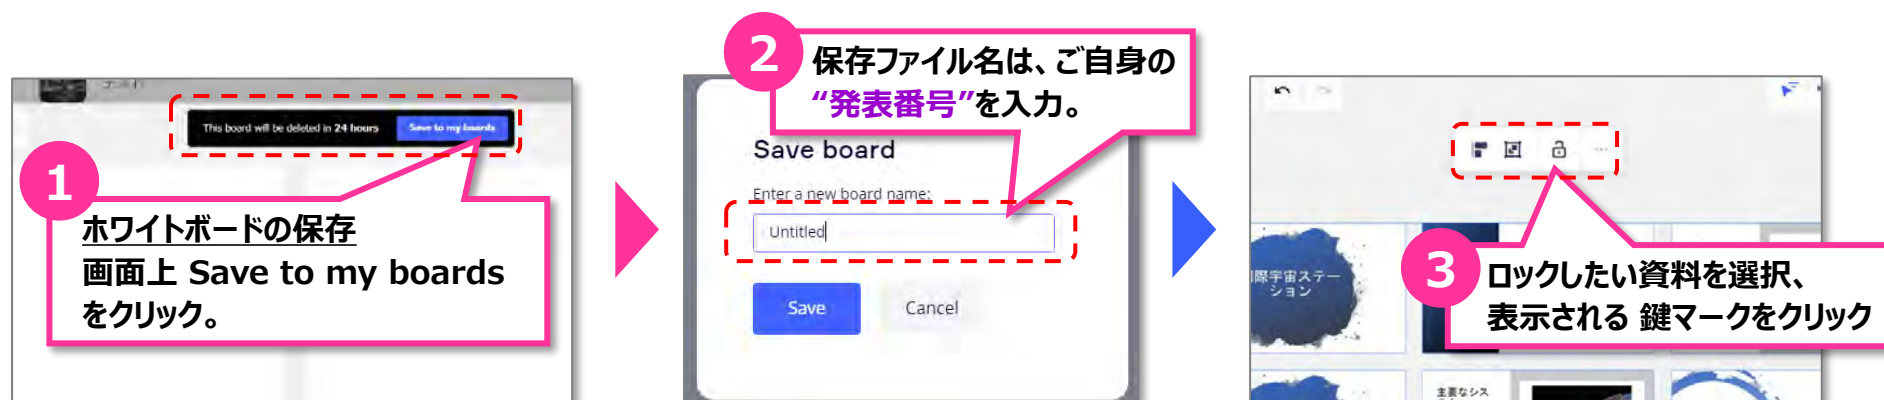 This board will be deleted in 24 hours
Save to my boards
1
ホワイトボードの保存
画面上 Save to my boards
をクリック。
2
保存ファイル名は、ご自身の
“発表番号”を入力。
Save board
Enter a new board name:
Untitled
Save
Cancel
3
ロックしたい資料を選択、
表示される 鍵マークをクリック
際宇宙ステー
ション
主要なシス